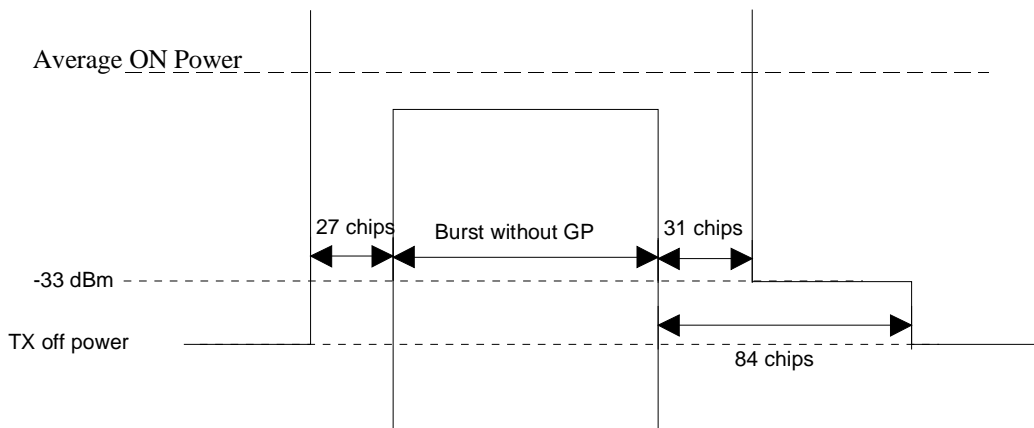 Average ON Power
27 chips
Burst without GP
31 chips
-33 dBm
TX off power
84 chips